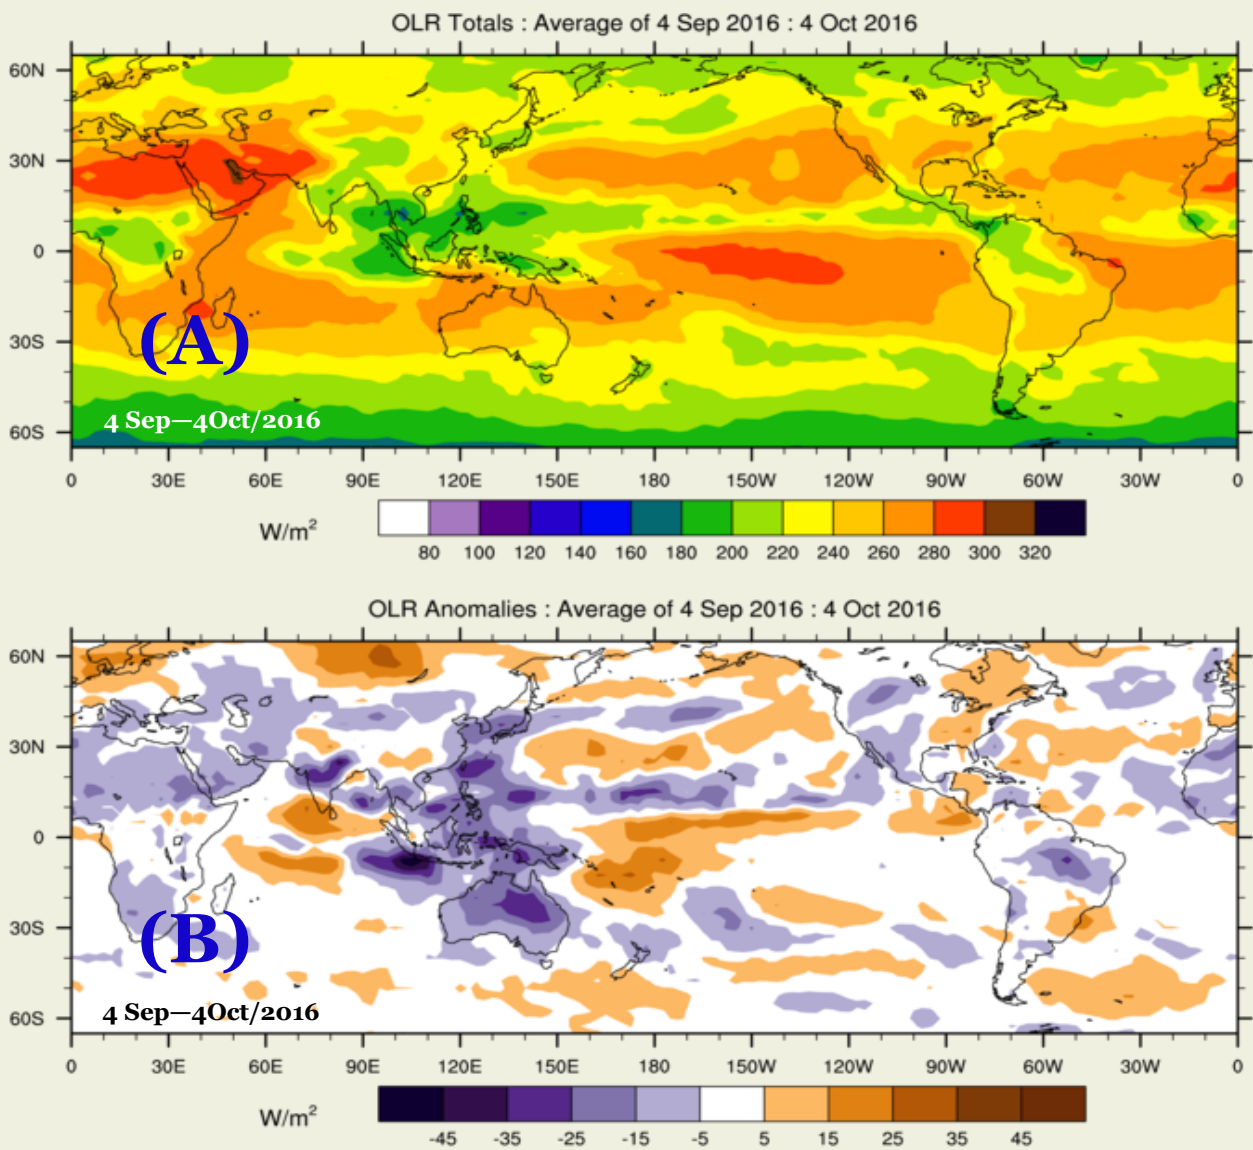 OLR Totals : Average of 4 Sep 2016 : 4 Oct 2016
60N
30N
0
30S
60S
(A)
4 Sep—4Oct/2016
0 30E 60E 90E 120E 150E 180 150W 120W 90W 60W 30W 0
W/m²
80 100 120 140 160 180 200 220 240 260 280 300 320
OLR Anomalies : Average of 4 Sep 2016 : 4 Oct 2016
60N
30N
0
30S
60S
(B)
4 Sep—4Oct/2016
0 30E 60E 90E 120E 150E 180 150W 120W 90W 60W 30W 0
W/m²
-45 -35 -25 -15 -5 5 15 25 35 45